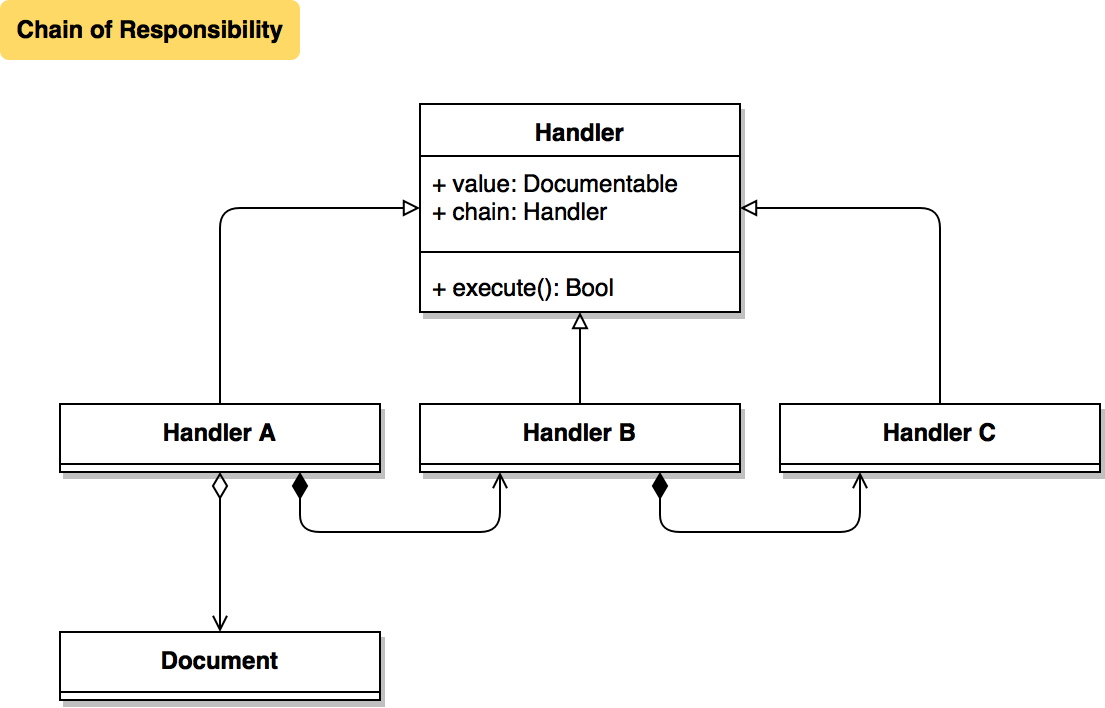 Chain of Responsibility
Handler
+ value: Documentable
+ chain: Handler
+ execute(): Bool
Handler A
Handler B
Handler C
Document